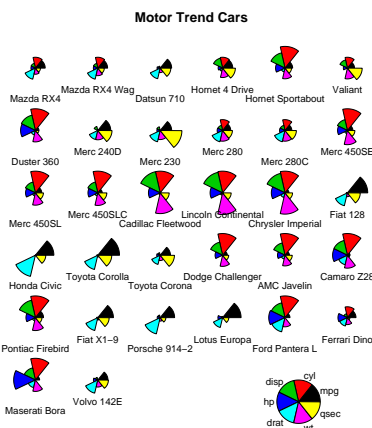 Motor Trend Cars
Mazda RX4
Mazda RX4 Wag
Datsun 710
Hornet 4 Drive
Hornet Sportabout
Valiant
Duster 360
Merc 240D
Merc 230
Merc 280
Merc 280C
Merc 450SE
Merc 450SL
Merc 450SLC
Cadillac Fleetwood
Lincoln Continental
Chrysler Imperial
Fiat 128
Honda Civic
Toyota Corolla
Toyota Corona
Dodge Challenger
AMC Javelin
Camaro Z28
Pontiac Firebird
Fiat X1−9
Porsche 914−2
Lotus Europa
Ford Pantera L
Ferrari Dino
Maserati Bora
Volvo 142E
mpg
cyl
disp
hp
drat
wt
qsec